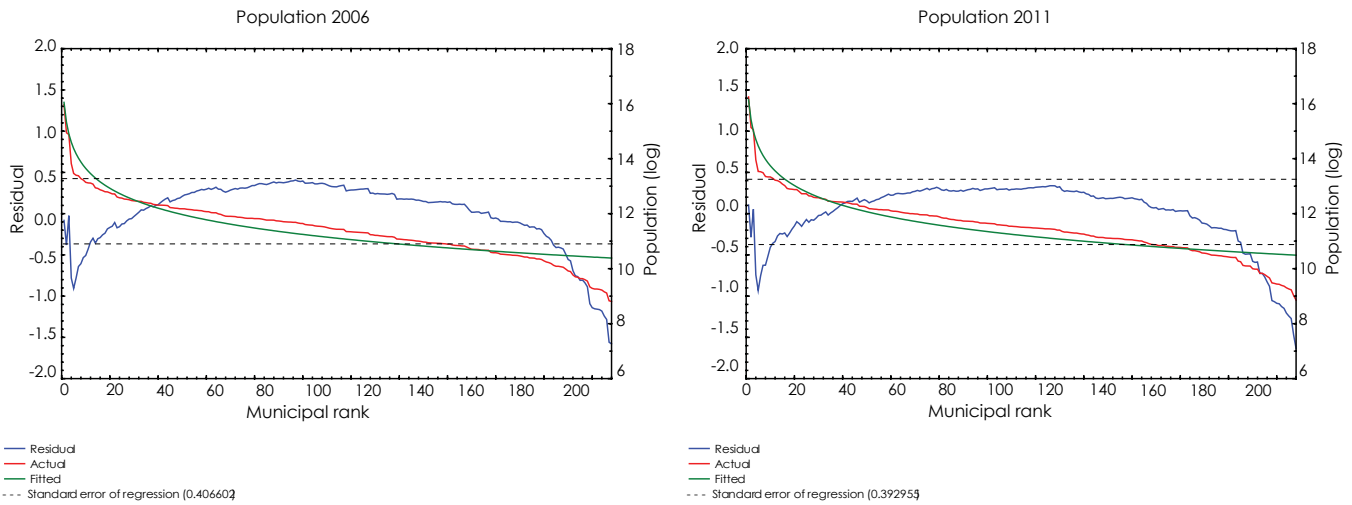 Population 2006
2.0
1.5
1.0
0.5
0.0
-0.5
-1.0
-1.5
-2.0
Residual
18
16
14
12
10
8
6
Population (log)
0 20 40 60 80 100 120 140 160 180 200
Municipal rank
Residual
Actual
Fitted
Standard error of regression (0.406602)
Population 2011
2.0
1.5
1.0
0.5
0.0
-0.5
-1.0
-1.5
-2.0
Residual
18
16
14
12
10
8
6
Population (log)
0 20 40 60 80 100 120 140 160 180 200
Municipal rank
Residual
Actual
Fitted
Standard error of regression (0.392955)